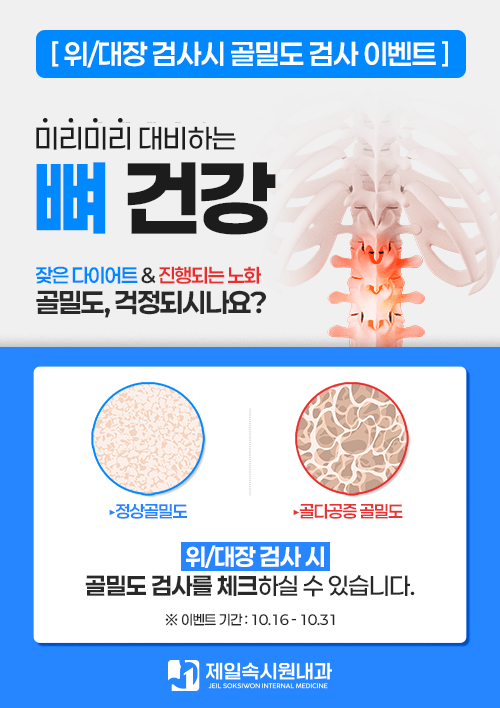 [ 위/대장 검사시 골밀도 검사 이벤트 ]
미리미리 대비하는
뼈 건강
잦은 다이어트 & 진행되는 노화
골밀도, 걱정되시나요?
▸정상골밀도
▸골다공증 골밀도
위/대장 검사 시
골밀도 검사를 체크하실 수 있습니다.
※ 이벤트 기간 : 10.16 - 10.31
제일속시원내과
JEIL SOKSIWON INTERNAL MEDICINE